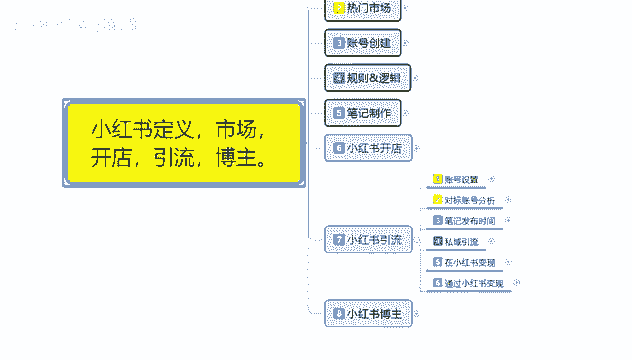 热门市场
3 账号创建
4 规则&逻辑
5 笔记制作
小红书定义，市场，
开店，引流，博主。
6 小红书开店
7 小红书引流
1 账号设置
2 对标账号分析
3 笔记发布时间
4 私域引流
5 在小红书变现
6 通过小红书变现
8 小红书博主